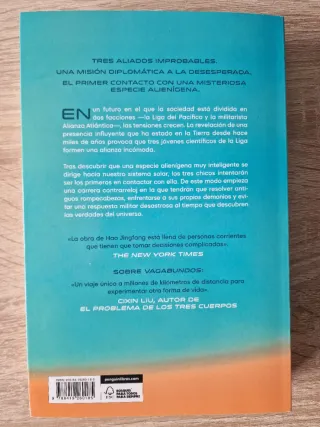 TRES ALIADOS IMPROBABLES.
UNA MISIÓN DIPLOMÁTICA A LA DESESPERADA.
EL PRIMER CONTACTO CON UNA MISTERIOSA
ESPECIE ALIENÍGENA.
EN un futuro en el que la sociedad está dividida en
dos facciones —la Liga del Pacífico y la militarista
Alianza Atlántica—, las tensiones crecen. La revelación de una
presencia influyente que ha estado en la Tierra desde hace
miles de años provoca que tres jóvenes científicos de la Liga
formen una alianza incómoda.
Tras descubrir que una especie alienígena muy inteligente se
dirige hacia nuestro sistema solar, los tres chicos intentarán
ser los primeros en contactar con ella. De este modo empieza
una carrera contrarreloj en la que tendrán que resolver anti-
guos rompecabezas, enfrentarse a sus propios demonios y evi-
tar una respuesta militar desastrosa al tiempo que descubren
las verdades del universo.
«La obra de Hao Jingfang está llena de personas corrientes
que tienen que tomar decisiones complicadas».
THE NEW YORK TIMES
SOBRE VAGABUNDOS:
«Un viaje único a millones de kilómetros de distancia para
experimentar otra forma de vida».
CIXIN LIU, AUTOR DE
EL PROBLEMA DE LOS TRES CUERPOS
penguinlibros.com
FSC